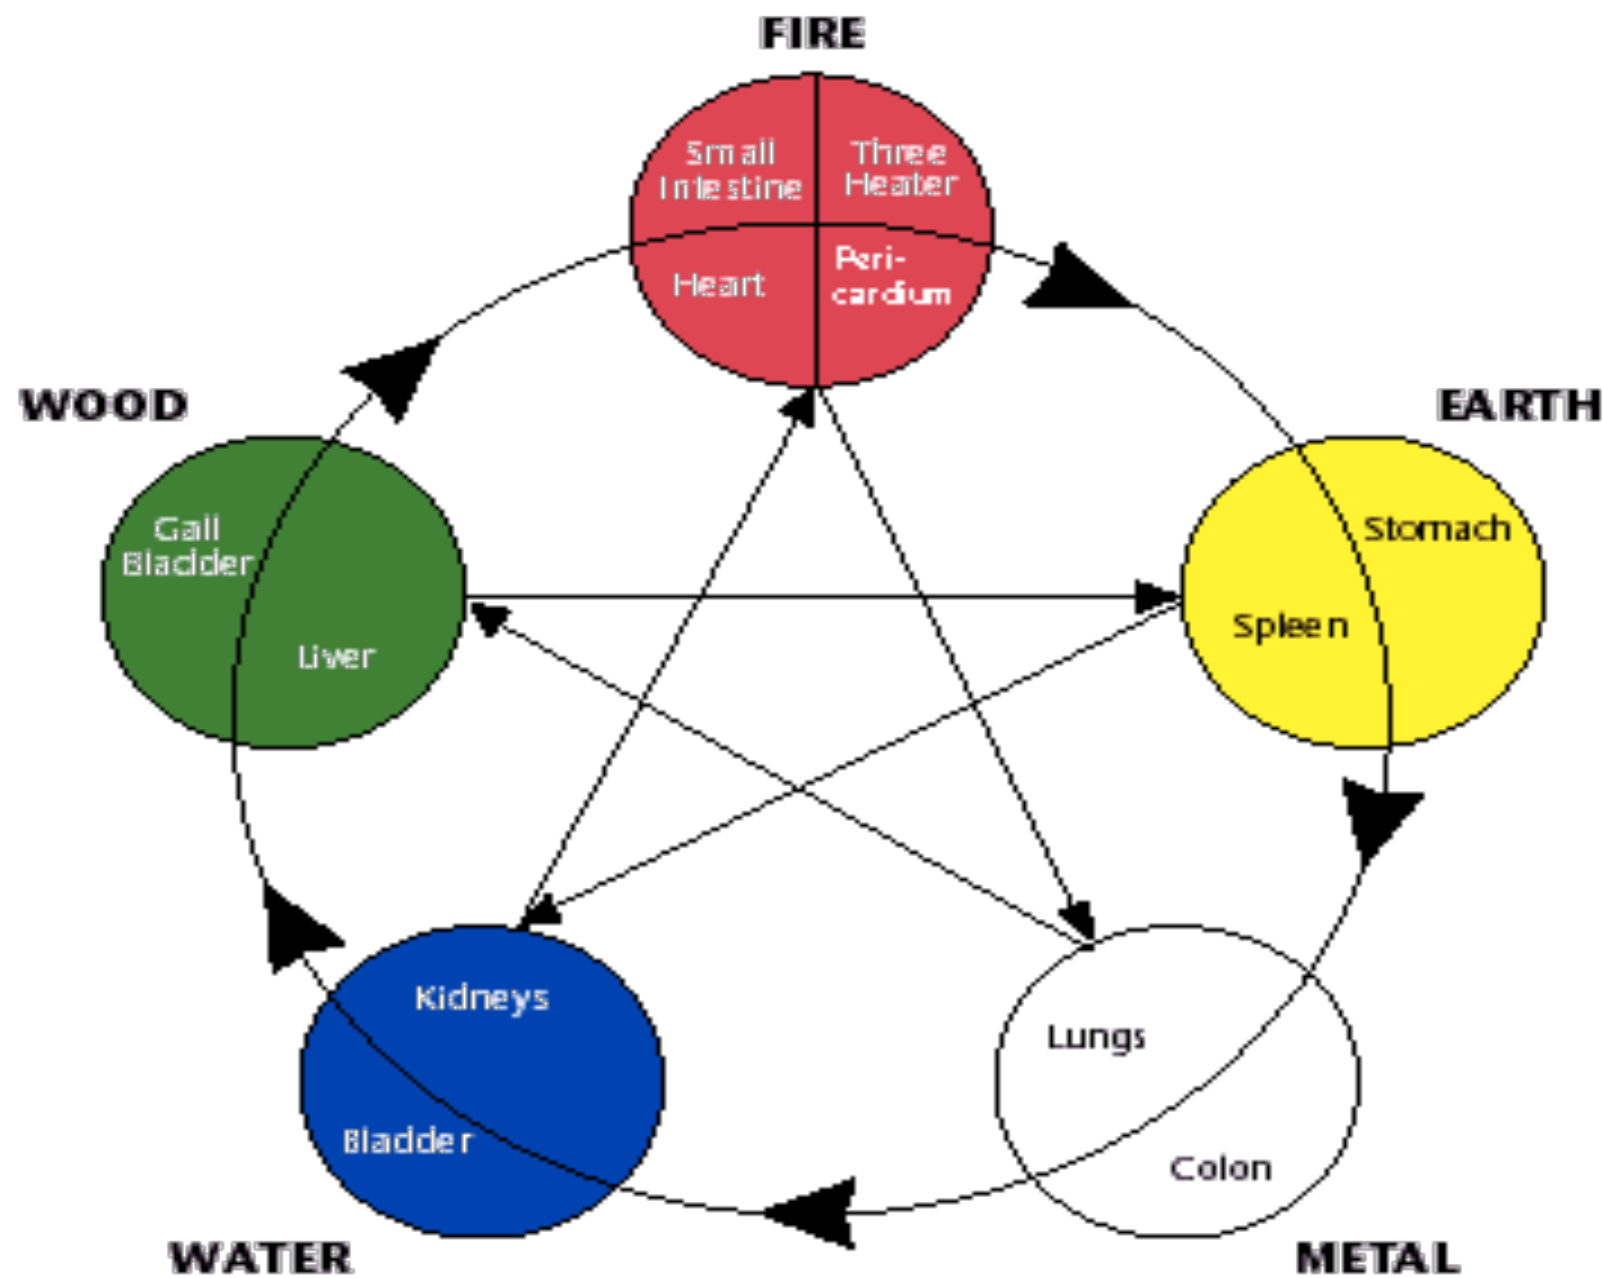 FIRE
Small
Intestine
Three
Heater
Heart
Peri-
cardium
WOOD
EARTH
Gall
Bladder
Liver
Stomach
Spleen
Kidneys
Bladder
Lungs
Colon
WATER
METAL